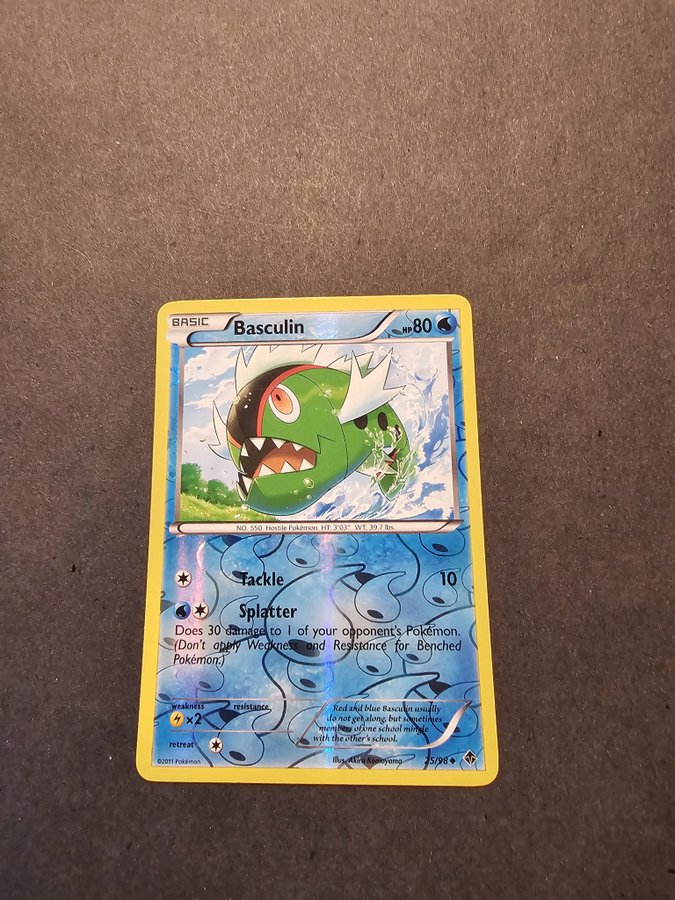 BASIC Basculin HP80
NO. 550 Hostile Pokémon HT: 3'03" WT: 39.7 lbs.
Tackle 10
Splatter
Does 30 damage to 1 of your opponent's Pokémon.
(Don't apply Weakness and Resistance for Benched
Pokémon.)
weakness resistance
×2
retreat
Red and blue Basculin usually
do not get along, but sometimes
members of one school mingle
with the other's school.
©2011 Pokémon Illus. Akira Komayama 25/98